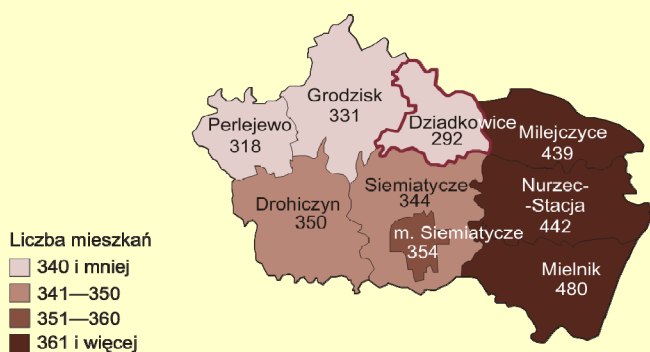 Grodzisk
331
Perlejewo
318
Dziadkowice
292
Milejczyce
439
Siemiatycze
344
Drohiczyn
350
Nurzec-
-Stacja
442
m. Siemiatycze
354
Mielnik
480
Liczba mieszkań
340 i mniej
341—350
351—360
361 i więcej